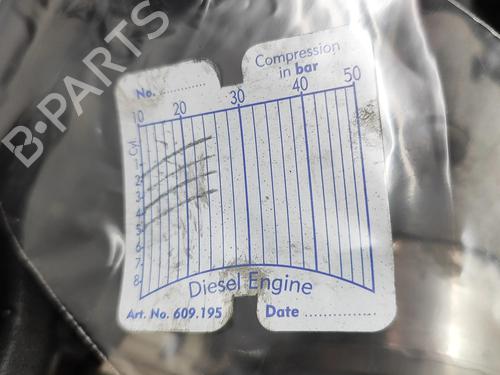 B-PARTS
No. ..............
Compression
in bar
10 20 30 40 50
Cyl.
1
2
3
4
5
6
7
8
Diesel Engine
Art. No. 609.195
Date ..................